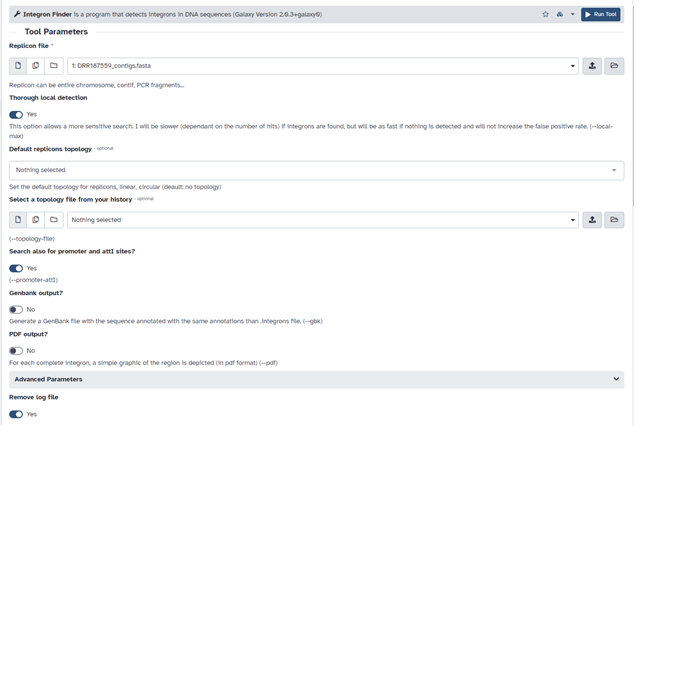 Integron Finder is a program that detects integrons in DNA sequences (Galaxy Version 2.0.3+galaxy0)
Run Tool
Tool Parameters
Replicon file *
1: DRR187559_contigs.fasta
Replicon can be entire chromosome, contif, PCR fragments...
Thorough local detection
Yes
This option allows a more sensitive search. I will be slower (dependant on the number of hits) if integrons are found, but will be as fast if nothing is detected and will not increase the false positive rate. (--local-
max)
Default replicons topology - optional
Nothing selected
Set the default topology for replicons, linear, circular (deault: no topology)
Select a topology file from your history - optional
Nothing selected
(--topology-file)
Search also for promoter and attI sites?
Yes
(--promoter-attI)
Genbank output?
No
Generate a GenBank file with the sequence annotated with the same annotations than .integrons file. (--gbk)
PDF output?
No
For each complete integron, a simple graphic of the region is depicted (in pdf format) (--pdf)
Advanced Parameters
Remove log file
Yes